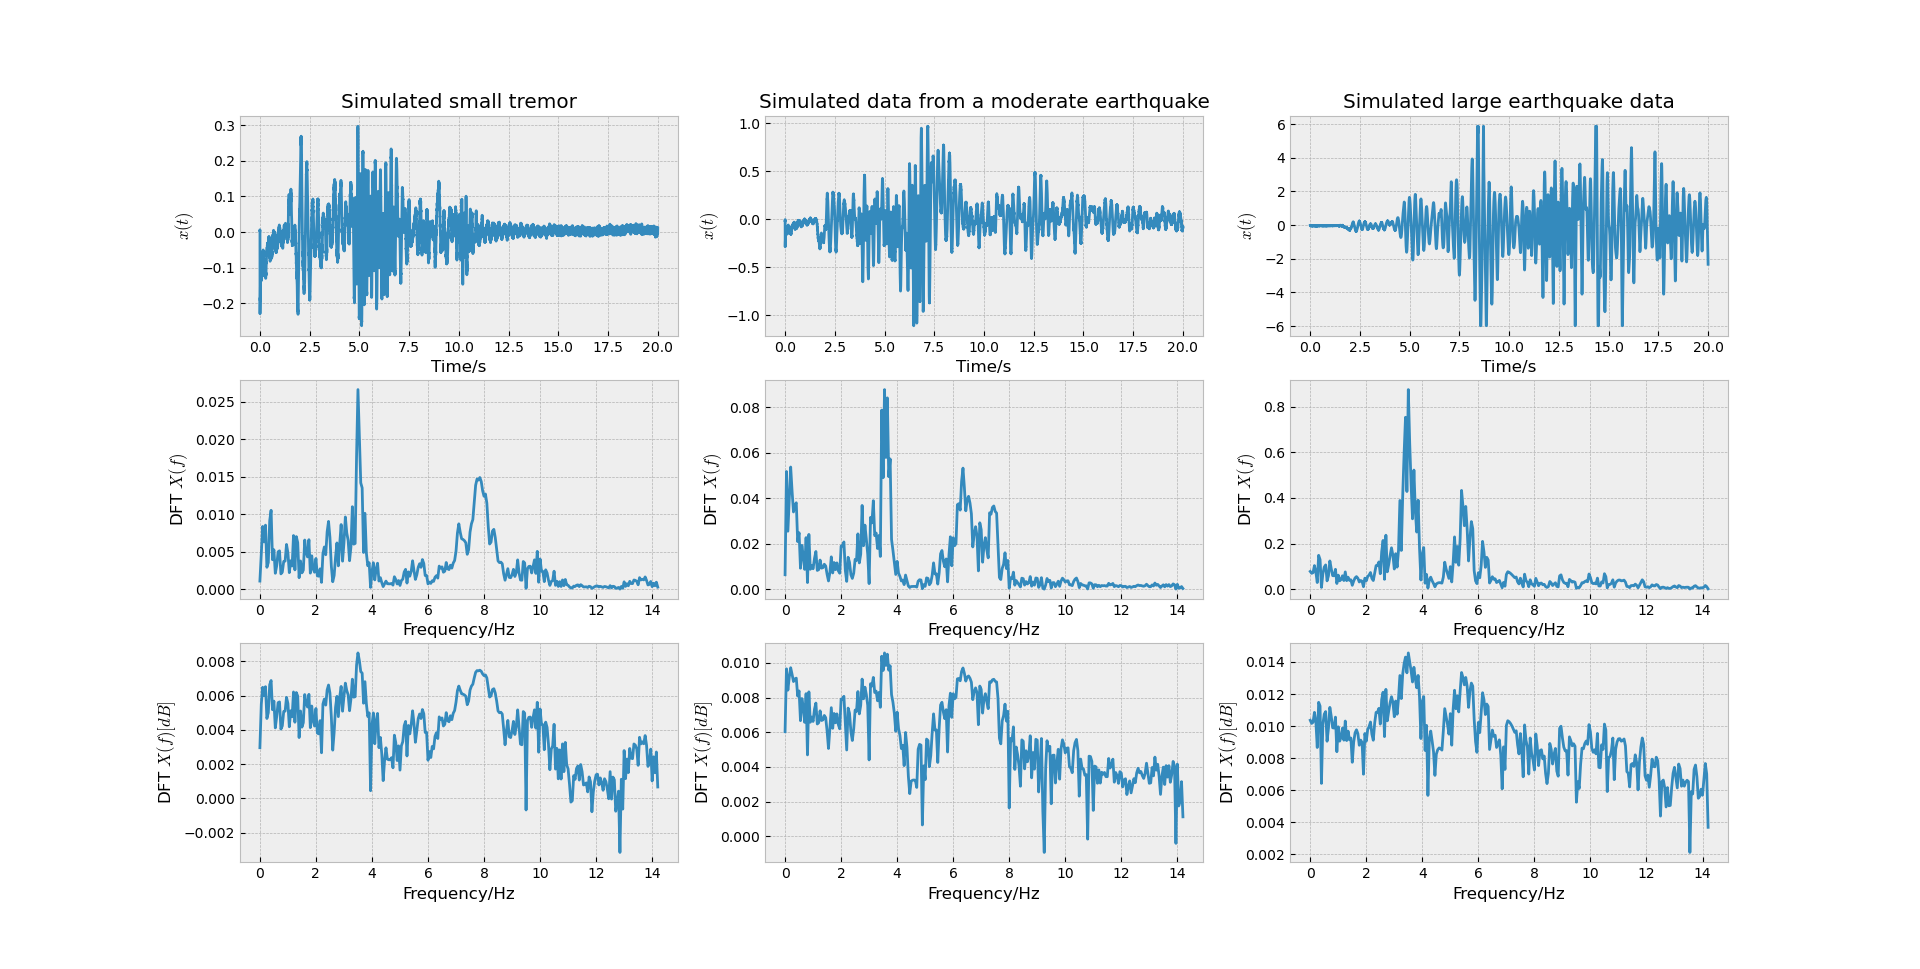 Simulated small tremor
Simulated data from a moderate earthquake
Simulated large earthquake data
0.3
0.2
0.1
0.0
−0.1
−0.2
x(t)
0.0 2.5 5.0 7.5 10.0 12.5 15.0 17.5 20.0
Time/s
1.0
0.5
0.0
−0.5
−1.0
x(t)
0.0 2.5 5.0 7.5 10.0 12.5 15.0 17.5 20.0
Time/s
6
4
2
0
−2
−4
−6
x(t)
0.0 2.5 5.0 7.5 10.0 12.5 15.0 17.5 20.0
Time/s
0.025
0.020
0.015
0.010
0.005
0.000
DFT X(f)
0 2 4 6 8 10 12 14
Frequency/Hz
0.08
0.06
0.04
0.02
0.00
DFT X(f)
0 2 4 6 8 10 12 14
Frequency/Hz
0.8
0.6
0.4
0.2
0.0
DFT X(f)
0 2 4 6 8 10 12 14
Frequency/Hz
0.008
0.006
0.004
0.002
0.000
−0.002
DFT X(f)[dB]
0 2 4 6 8 10 12 14
Frequency/Hz
0.010
0.008
0.006
0.004
0.002
0.000
DFT X(f)[dB]
0 2 4 6 8 10 12 14
Frequency/Hz
0.014
0.012
0.010
0.008
0.006
0.004
0.002
DFT X(f)[dB]
0 2 4 6 8 10 12 14
Frequency/Hz